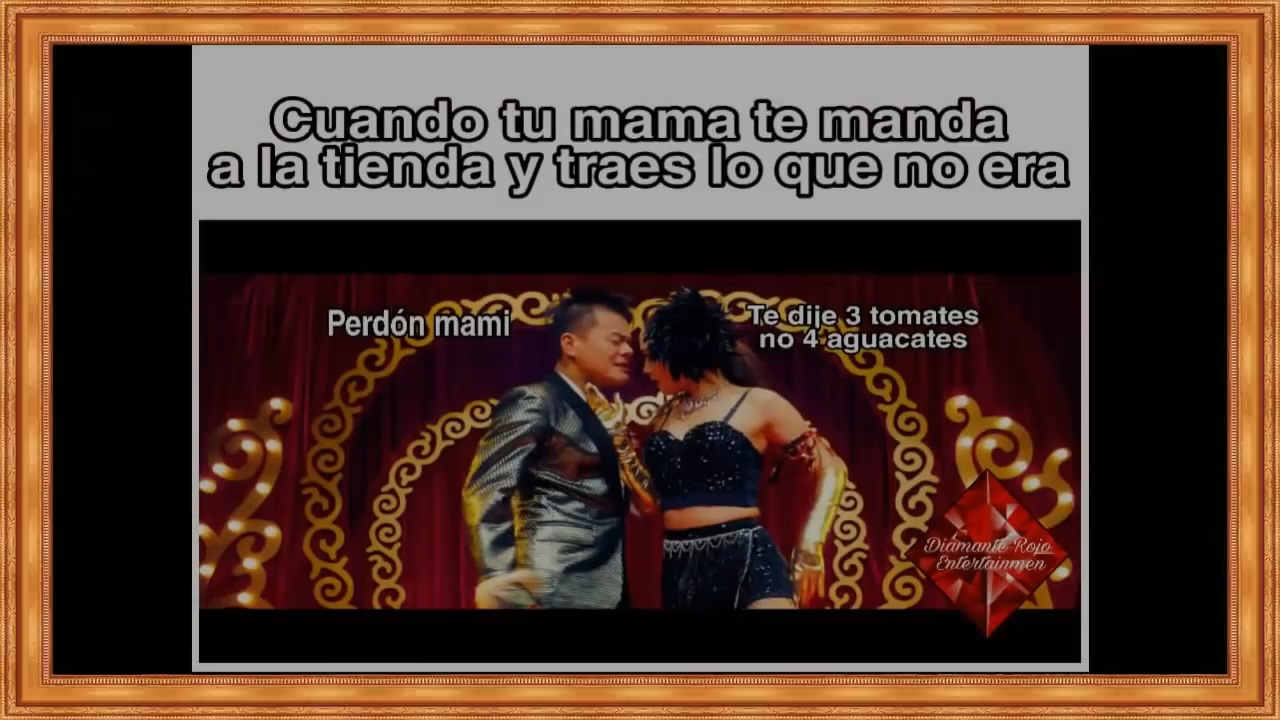 Cuando tu mama te manda
a la tienda y traes lo que no era
Perdón mami
Te dije 3 tomates
no 4 aguacates
Diamante Rojo
Entertainmen